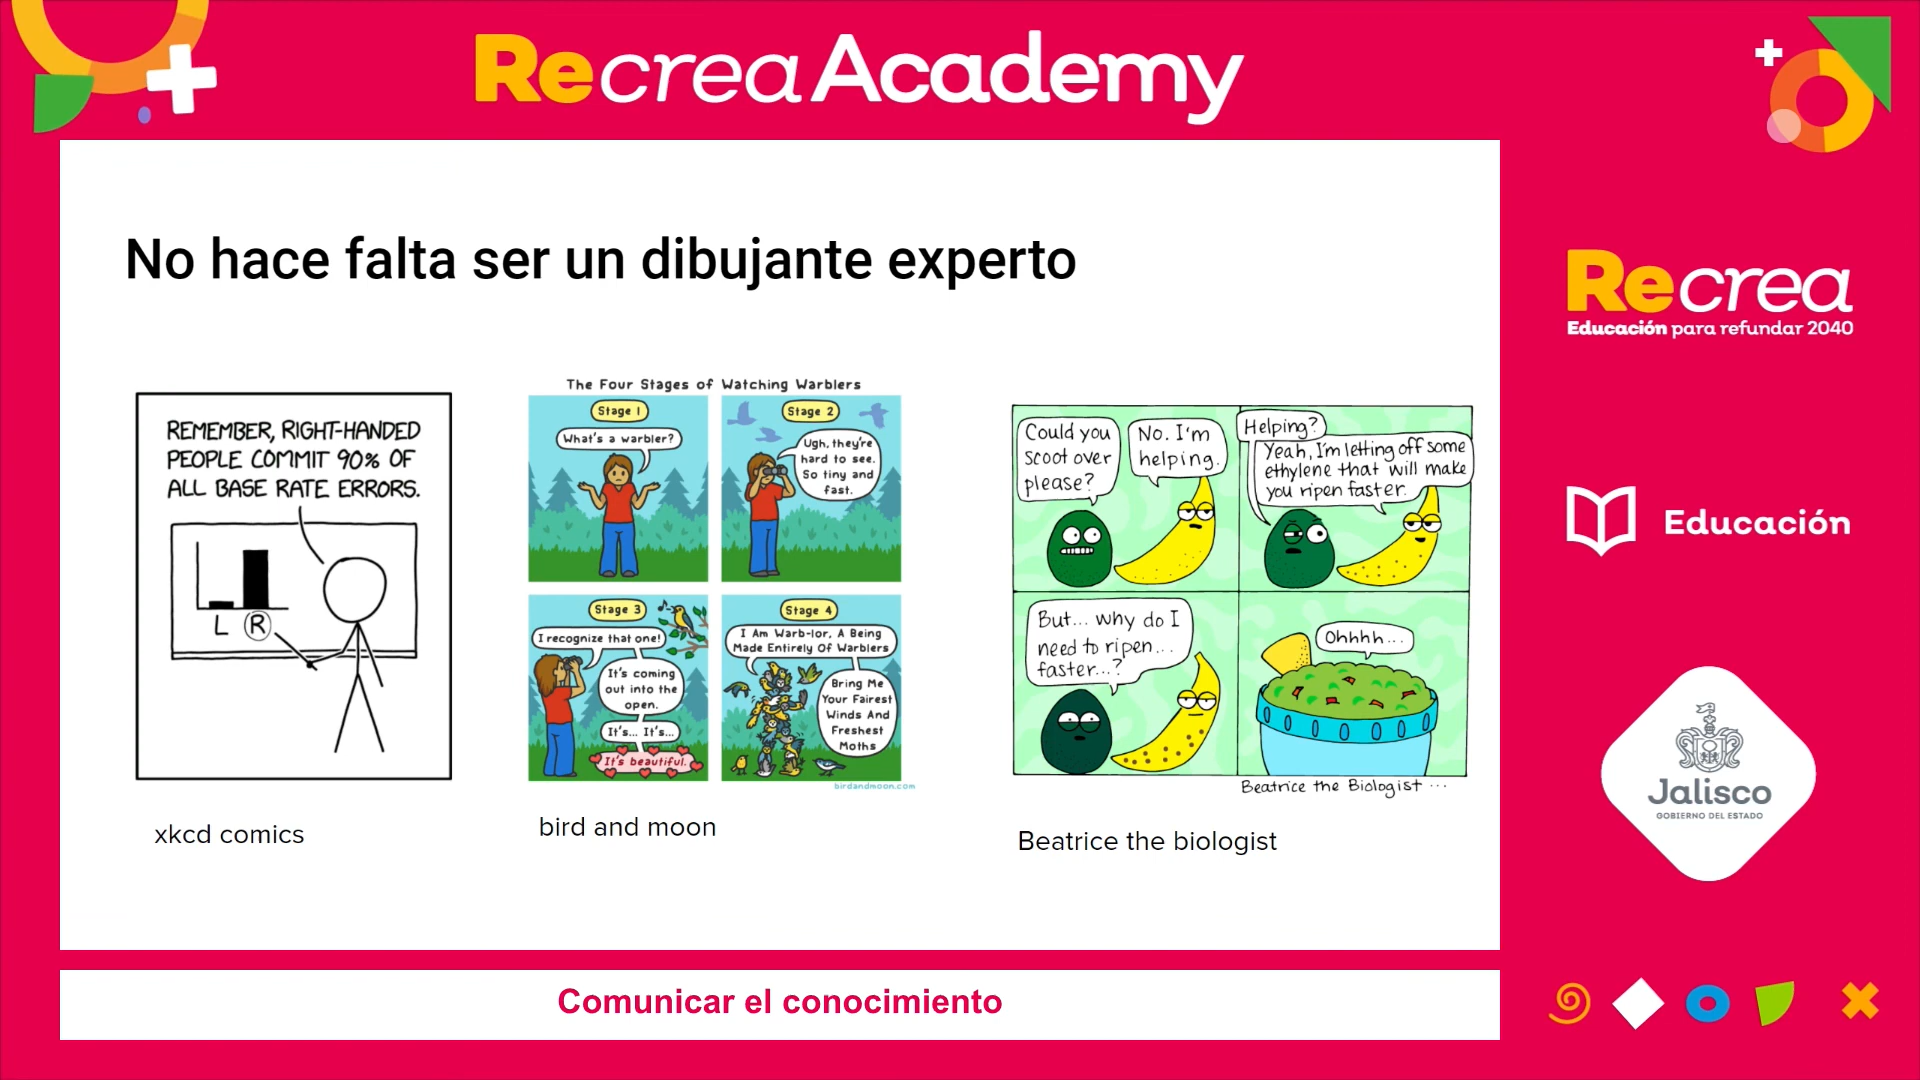 Recrea Academy
No hace falta ser un dibujante experto
REMEMBER, RIGHT-HANDED
PEOPLE COMMIT 90% OF
ALL BASE RATE ERRORS.
L R
xkcd comics
The Four Stages of Watching Warblers
Stage 1
What's a warbler?
Stage 2
Ugh, they're
hard to see.
So tiny and
fast.
Stage 3
I recognize that one!
It's coming
out into the
open.
It's... It's...
It's beautiful.
Stage 4
I Am Warb-lor, A Being
Made Entirely Of Warblers
Bring Me
Your Fairest
Winds And
Freshest
Moths
birdandmoon.com
bird and moon
Could you
scoot over
please?
No. I'm
helping.
Helping?
Yeah, I'm letting off some
ethylene that will make
you ripen faster.
But... why do I
need to ripen...
faster...?
Ohhhh...
Beatrice the Biologist ...
Beatrice the biologist
Recrea
Educación para refundar 2040
Educación
Jalisco
GOBIERNO DEL ESTADO
Comunicar el conocimiento